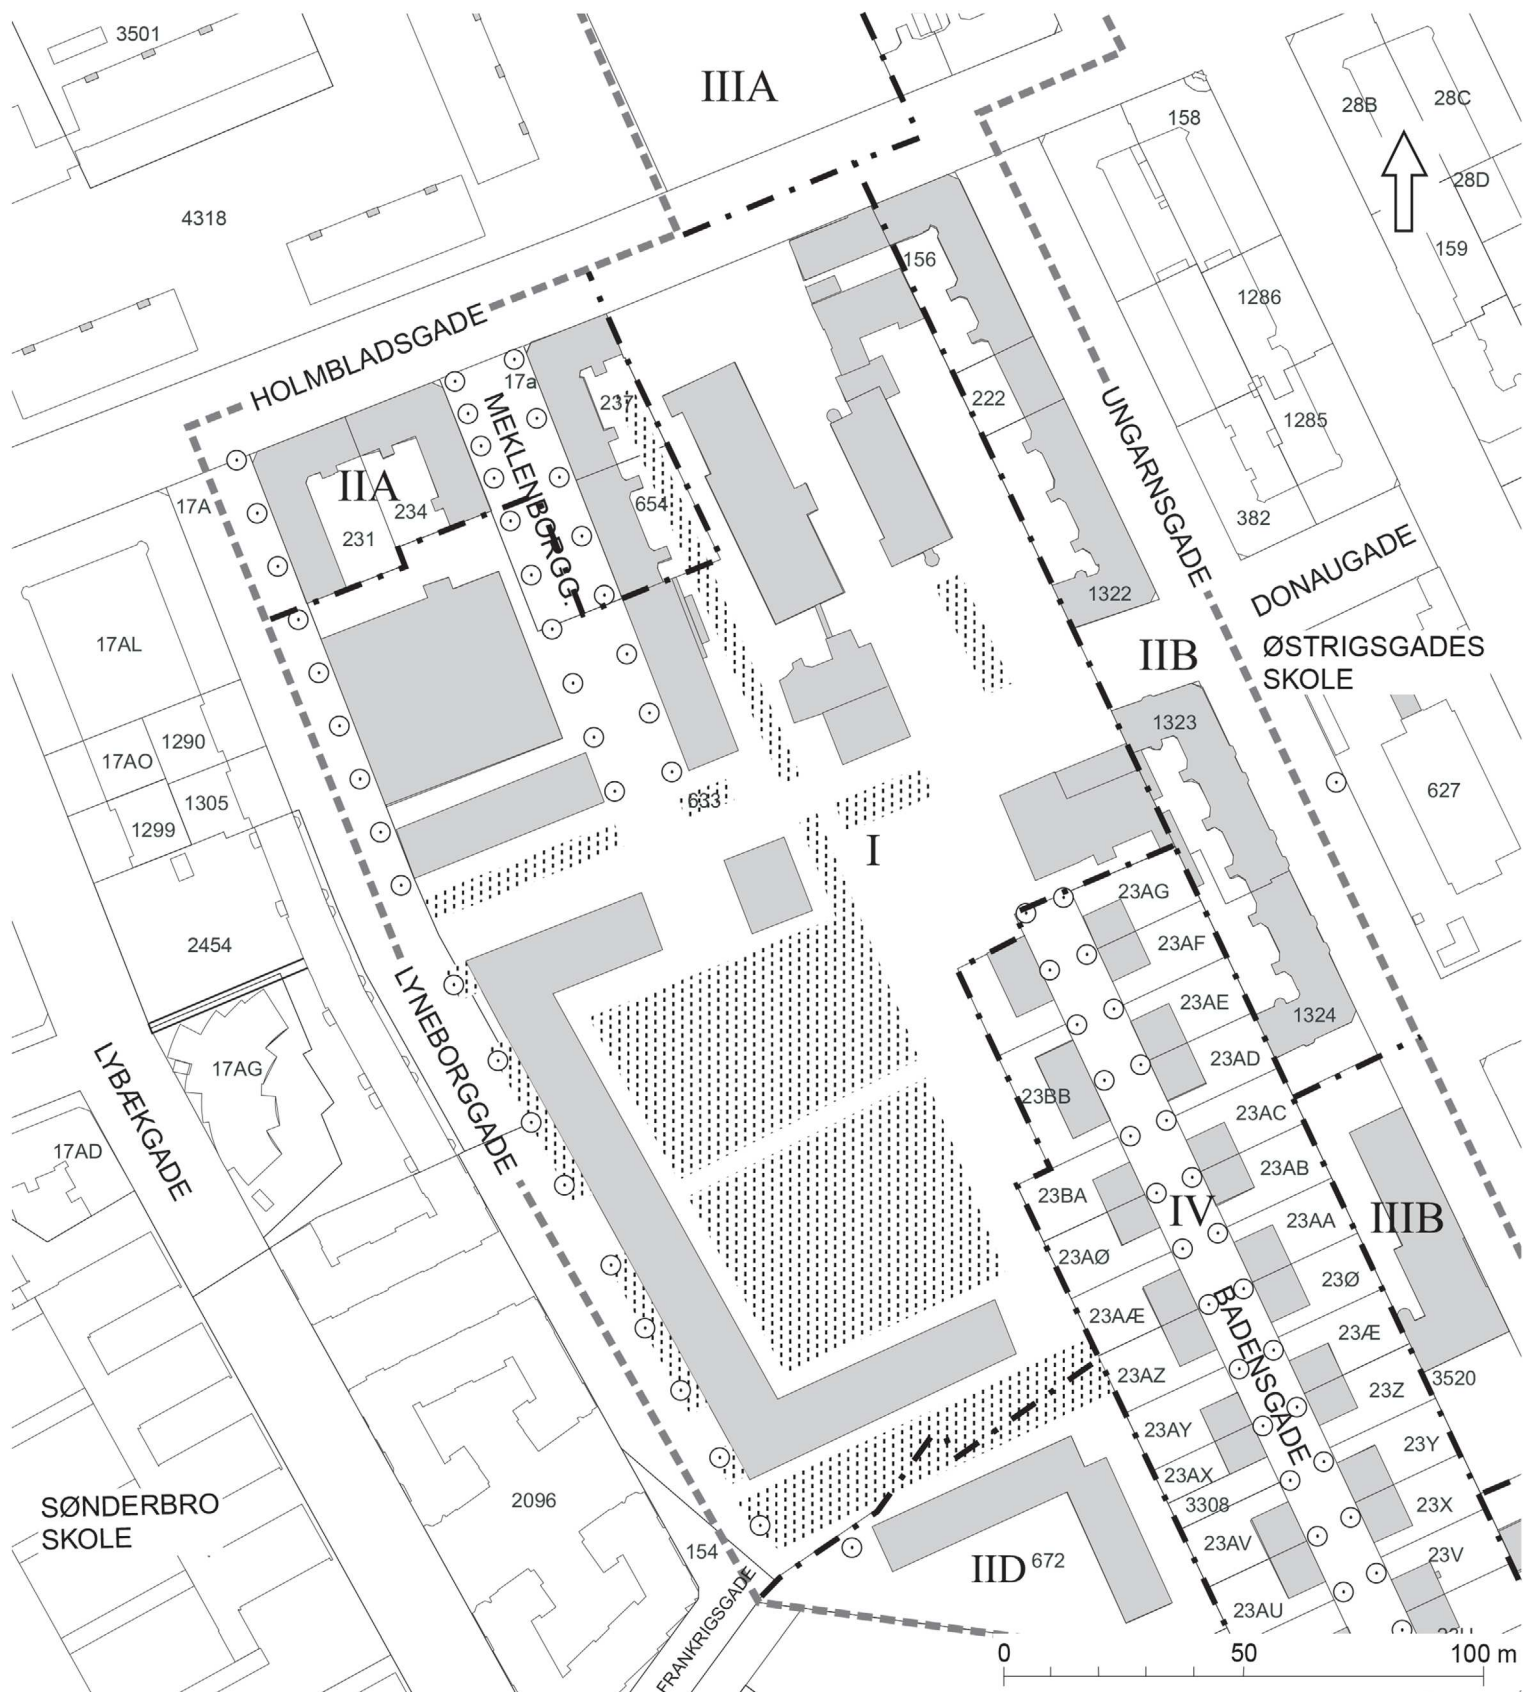 3501
IIIA
28B
28C
158
28D
4318
159
156
1286
HOLMBLADSGADE
17a
237
222
1285
MEKLENBORGG.
UNGARNSGADE
IIA
17A
234
654
382
231
DONAUGADE
1322
17AL
IIB
ØSTRIGSGADES
SKOLE
1323
1290
17AO
1305
633
627
1299
I
23AG
2454
23AF
23AE
LYNEBORGGADE
1324
LYBÆKGADE
17AG
23AD
23BB
23AC
17AD
23AB
23BA
IV
23AA
IIIB
23AØ
23Ø
23AÆ
BADENSGADE
23Æ
23AZ
3520
23Z
23AY
23Y
23AX
2096
3308
23X
SØNDERBRO
SKOLE
23AV
154
23V
IID
672
FRANKRIGSGADE
23AU
0
50
100 m